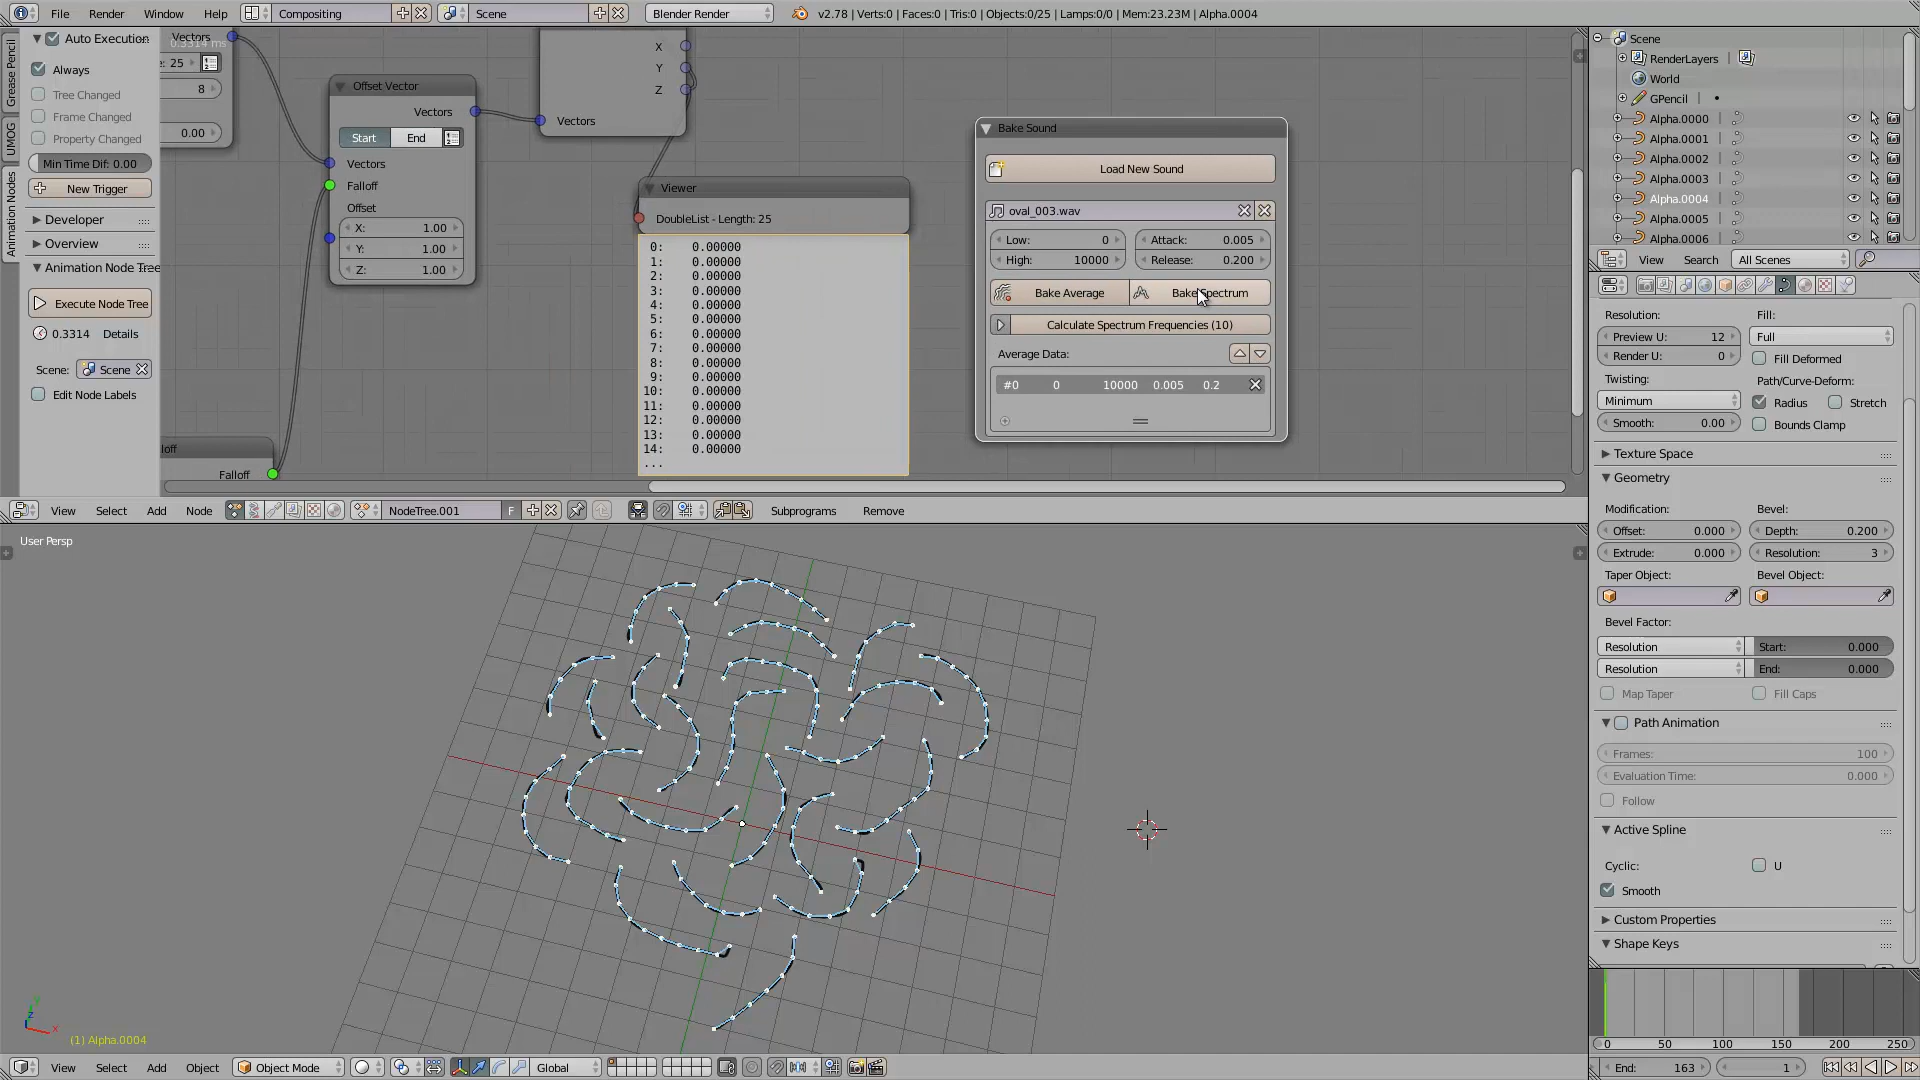 File Render Window Help Compositing Scene Blender Render v2.78 | Verts:0 | Faces:0 | Tris:0 | Objects:0/25 | Lamps:0/0 | Mem:23.23M | Alpha.0004
Grease Pencil
UMOG
Animation Nodes
Auto Execution
Always
Tree Changed
Frame Changed
Property Changed
Min Time Dif: 0.00
New Trigger
Developer
Overview
Animation Node Tree
Execute Node Tree
0.3314 Details
Scene: Scene
Edit Node Labels
Vectors
0.3314 ms
25
8
0.00
Falloff
Offset Vector
Vectors
Start End
Vectors
Falloff
Offset
X: 1.00
Y: 1.00
Z: 1.00
X
Y
Z
Vectors
Viewer
DoubleList - Length: 25
0: 0.00000
1: 0.00000
2: 0.00000
3: 0.00000
4: 0.00000
5: 0.00000
6: 0.00000
7: 0.00000
8: 0.00000
9: 0.00000
10: 0.00000
11: 0.00000
12: 0.00000
13: 0.00000
14: 0.00000
...
Bake Sound
Load New Sound
oval_003.wav
Low: 0 Attack: 0.005
High: 10000 Release: 0.200
Bake Average Bake Spectrum
Calculate Spectrum Frequencies (10)
Average Data:
#0 0 10000 0.005 0.2
View Select Add Node NodeTree.001 F Subprograms Remove
User Persp
(1) Alpha.0004
View Select Add Object Object Mode Global
Scene
RenderLayers |
World
GPencil |
Alpha.0000
Alpha.0001
Alpha.0002
Alpha.0003
Alpha.0004
Alpha.0005
Alpha.0006
View Search All Scenes
Resolution: Fill:
Preview U: 12 Full
Render U: 0 Fill Deformed
Twisting: Path/Curve-Deform:
Minimum Radius Stretch
Smooth: 0.00 Bounds Clamp
Texture Space
Geometry
Modification: Bevel:
Offset: 0.000 Depth: 0.200
Extrude: 0.000 Resolution: 3
Taper Object: Bevel Object:
Bevel Factor:
Resolution Start: 0.000
Resolution End: 0.000
Map Taper Fill Caps
Path Animation
Frames: 100
Evaluation Time: 0.000
Follow
Active Spline
Cyclic: U
Smooth
Custom Properties
Shape Keys
0 50 100 150 200 250
End: 163 1